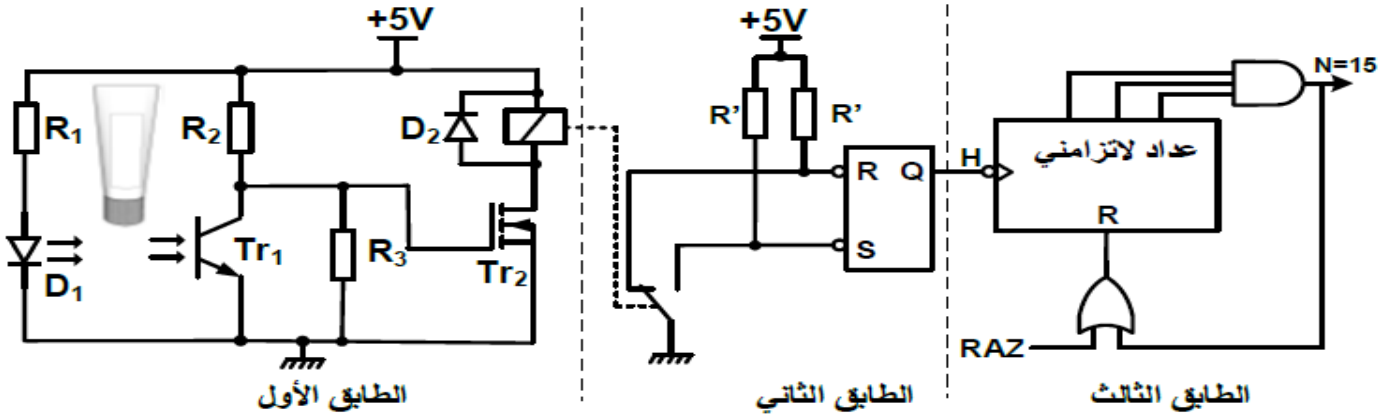 +5V
R1
R2
D2
D1
Tr1
R3
Tr2
الطابق الأول
+5V
R’
R’
R
Q
S
الطابق الثاني
H
عداد لاتزامني
R
N=15
RAZ
الطابق الثالث